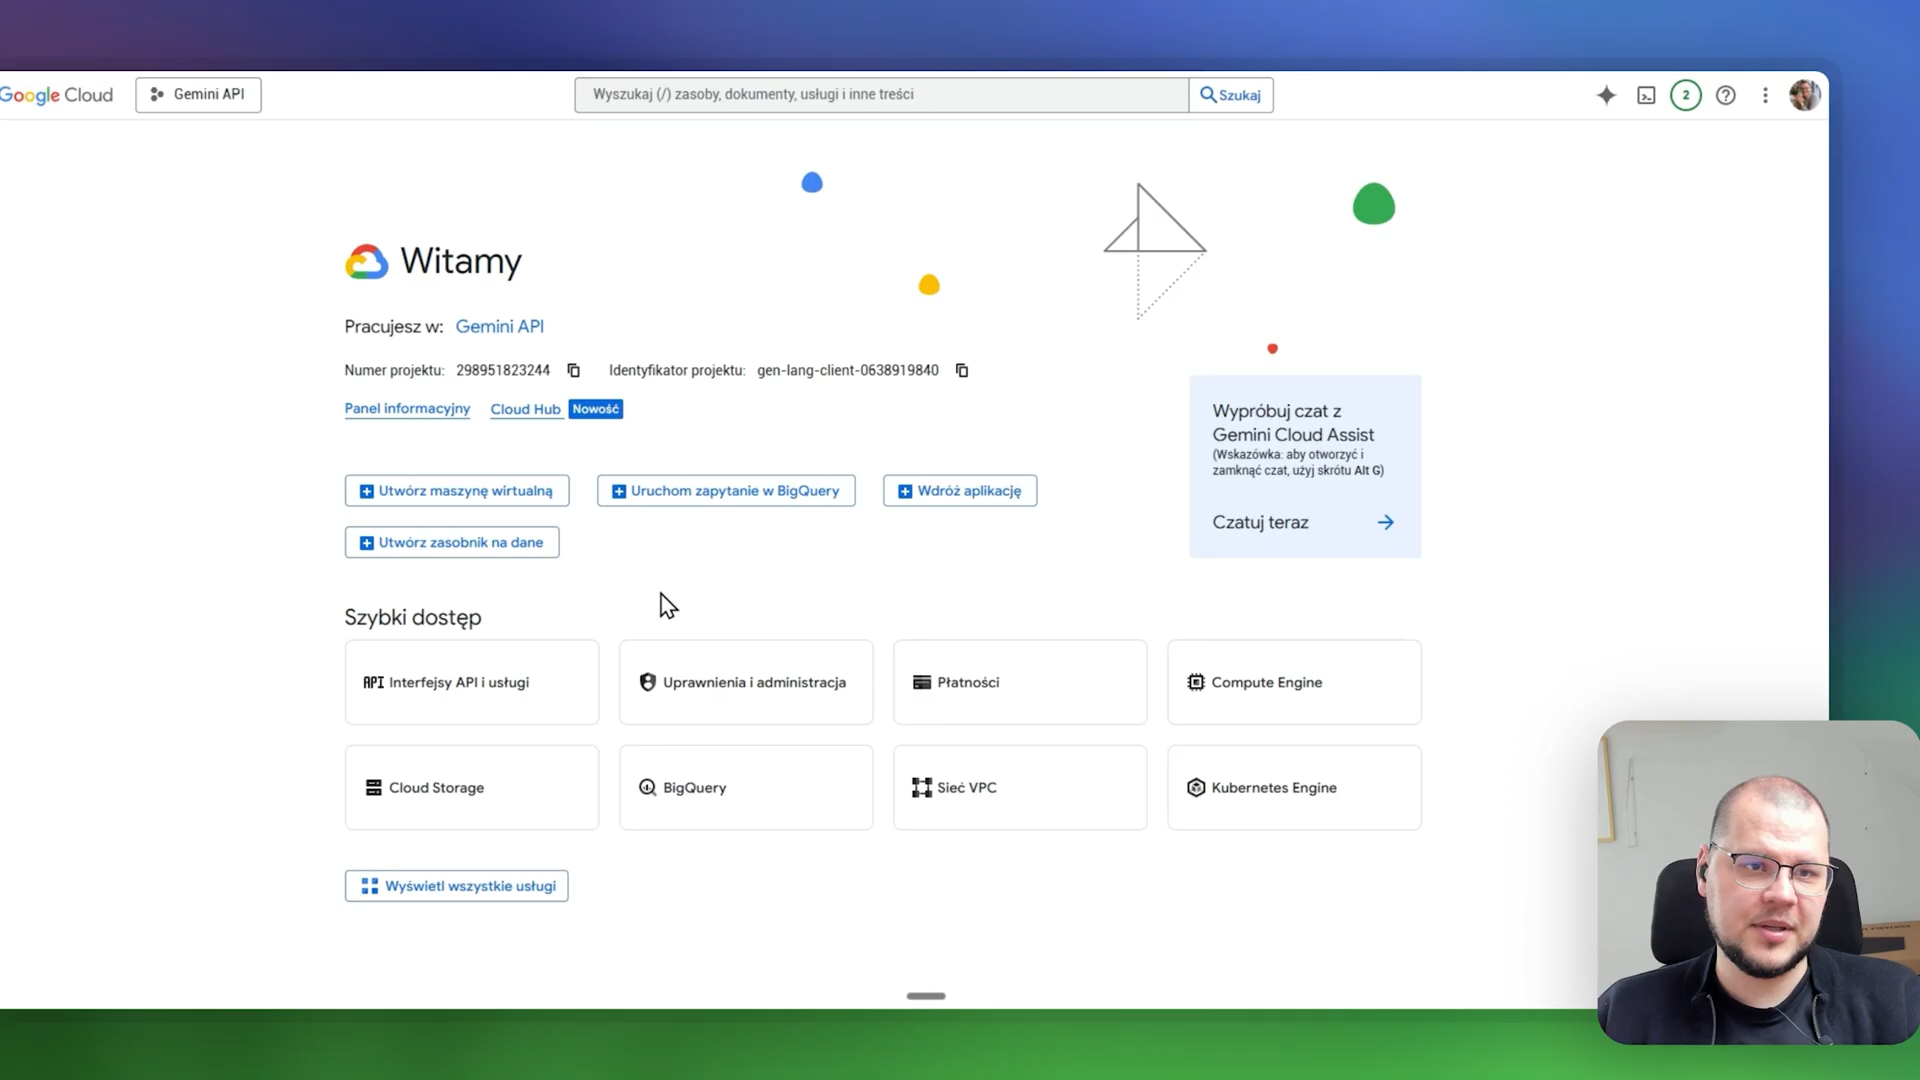 Google Cloud
Gemini API
Wyszukaj (/) zasoby, dokumenty, usługi i inne treści
Szukaj
2
Witamy
Pracujesz w: Gemini API
Numer projektu: 298951823244
Identyfikator projektu: gen-lang-client-0638919840
Panel informacyjny
Cloud Hub
Nowość
Wypróbuj czat z
Gemini Cloud Assist
(Wskazówka: aby otworzyć i
zamknąć czat, użyj skrótu Alt G)
Czatuj teraz
Utwórz maszynę wirtualną
Uruchom zapytanie w BigQuery
Wdróż aplikację
Utwórz zasobnik na dane
Szybki dostęp
API Interfejsy API i usługi
Uprawnienia i administracja
Płatności
Compute Engine
Cloud Storage
BigQuery
Sieć VPC
Kubernetes Engine
Wyświetl wszystkie usługi